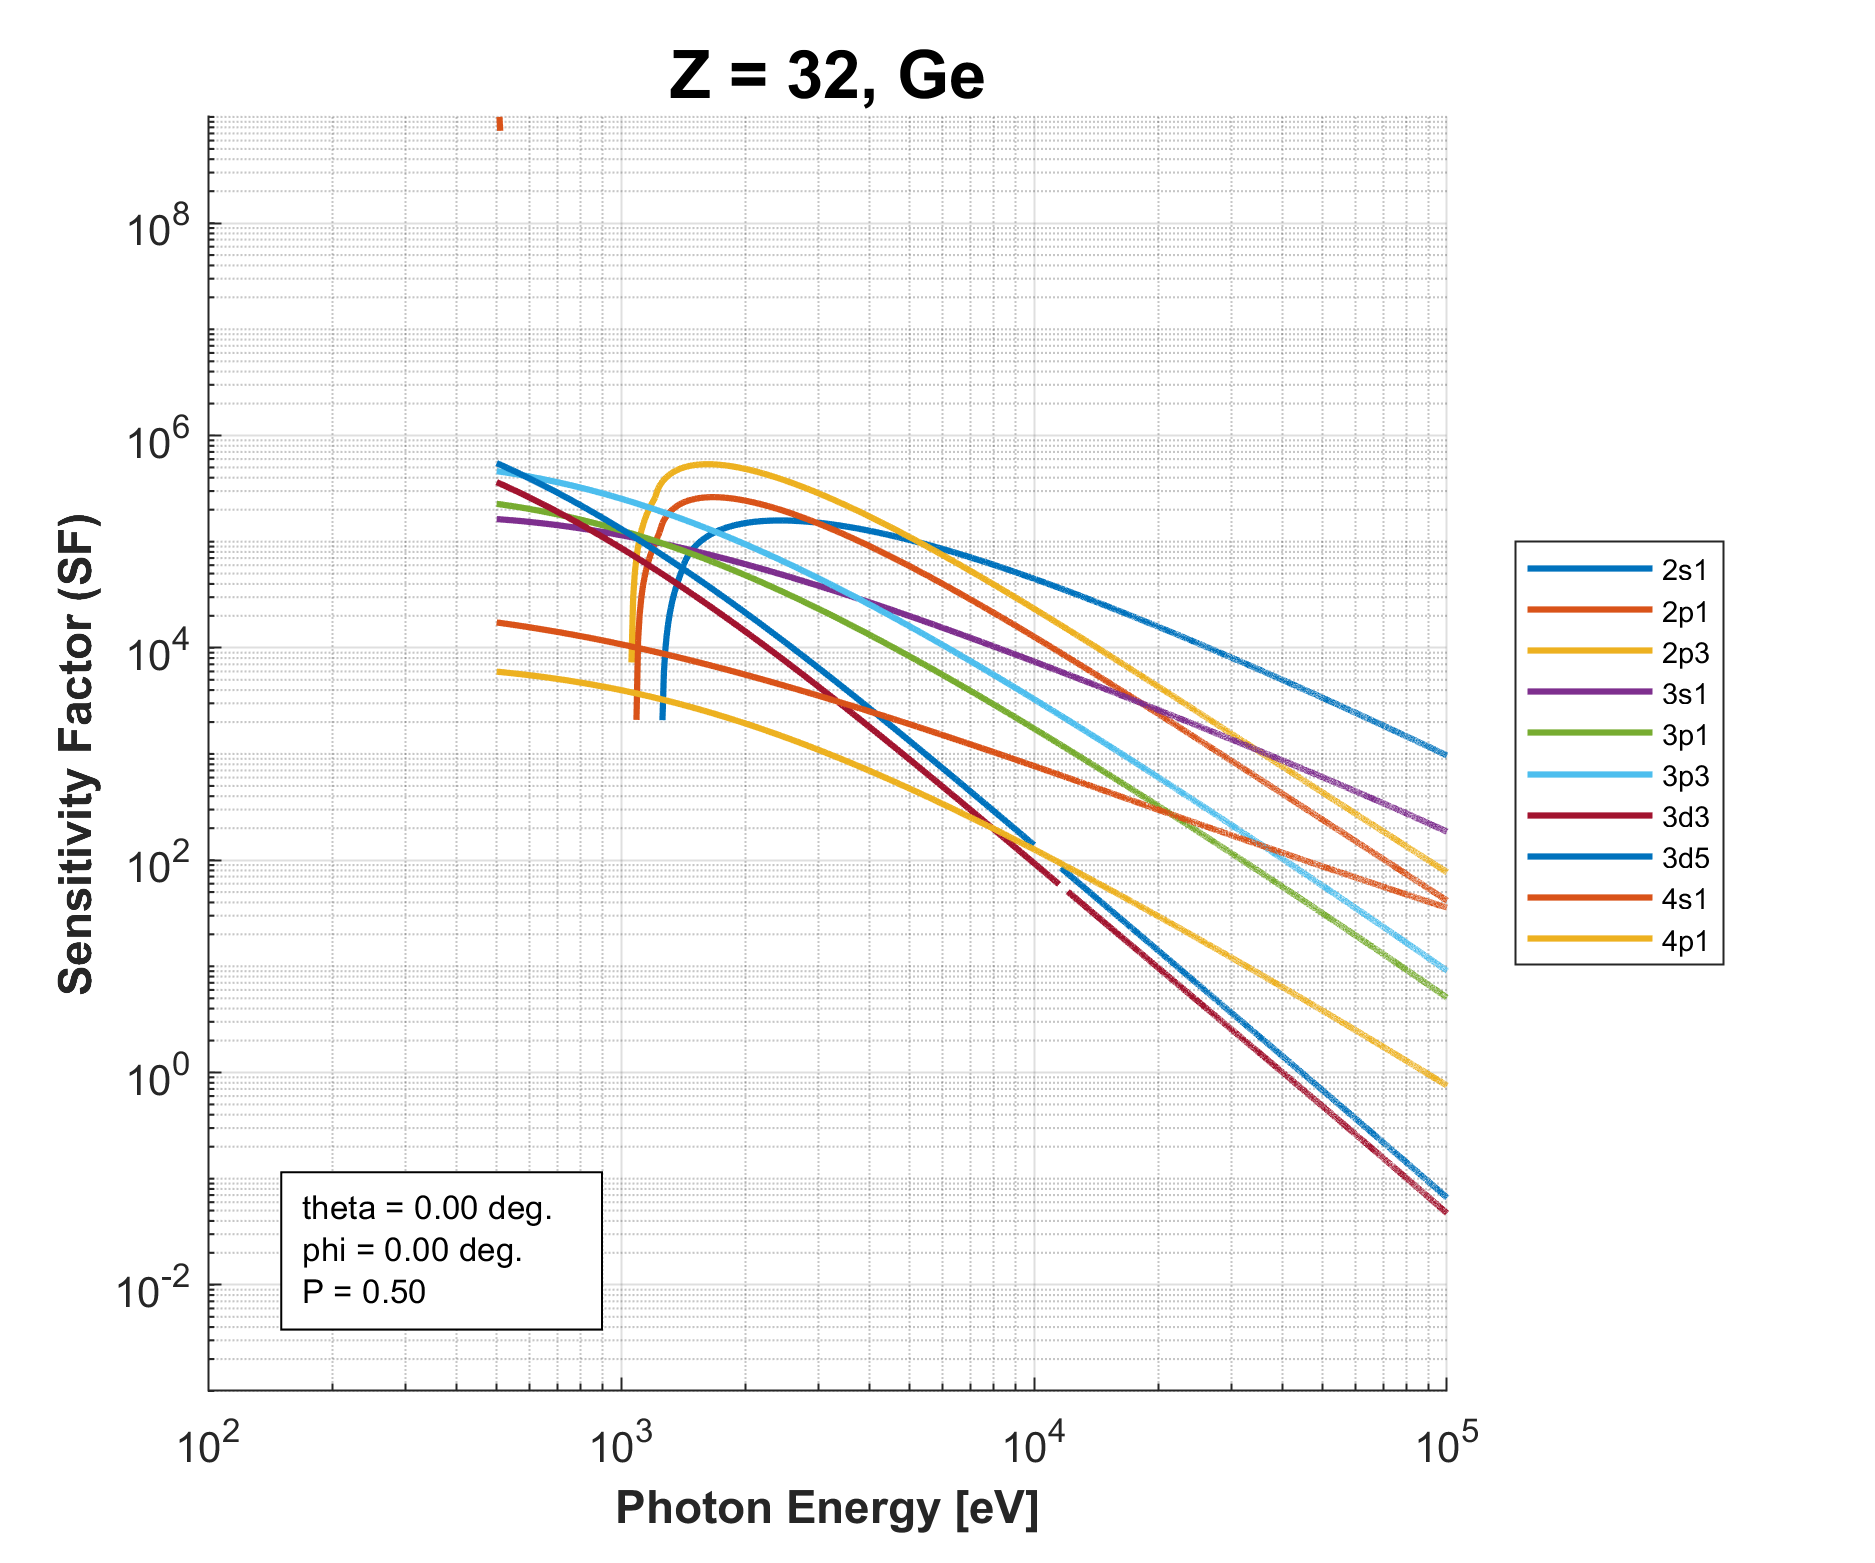 Z = 32, Ge
10^8
10^6
10^4
10^2
10^0
10^-2
Sensitivity Factor (SF)
10^2 10^3 10^4 10^5
Photon Energy [eV]
theta = 0.00 deg.
phi = 0.00 deg.
P = 0.50
2s1
2p1
2p3
3s1
3p1
3p3
3d3
3d5
4s1
4p1